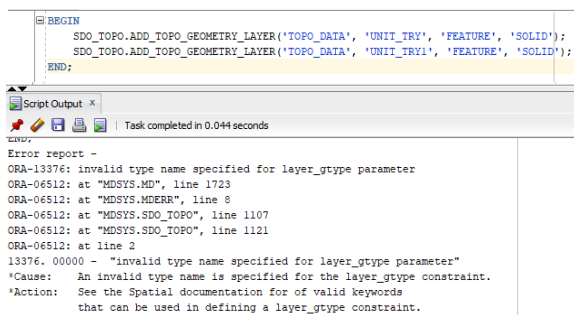 BEGIN
SDO_TOPO.ADD_TOPO_GEOMETRY_LAYER('TOPO_DATA', 'UNIT_TRY', 'FEATURE', 'SOLID');
SDO_TOPO.ADD_TOPO_GEOMETRY_LAYER('TOPO_DATA', 'UNIT_TRY1', 'FEATURE', 'SOLID');
END;
Script Output x
Task completed in 0.044 seconds
END;
Error report -
ORA-13376: invalid type name specified for layer_gtype parameter
ORA-06512: at "MDSYS.MD", line 1723
ORA-06512: at "MDSYS.MDERR", line 8
ORA-06512: at "MDSYS.SDO_TOPO", line 1107
ORA-06512: at "MDSYS.SDO_TOPO", line 1121
ORA-06512: at line 2
13376. 00000 - "invalid type name specified for layer_gtype parameter"
*Cause: An invalid type name is specified for the layer_gtype constraint.
*Action: See the Spatial documentation for of valid keywords
that can be used in defining a layer_gtype constraint.